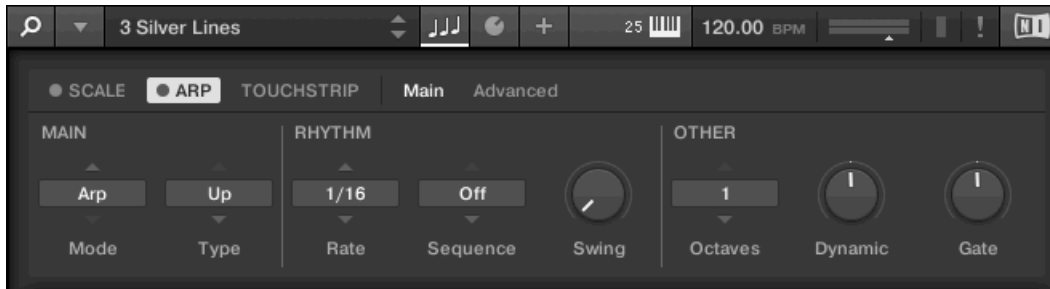 3 Silver Lines 25 120.00 BPM ! NI
SCALE ARP TOUCHSTRIP Main Advanced
MAIN RHYTHM OTHER
Arp Up 1/16 Off 1
Mode Type Rate Sequence Swing Octaves Dynamic Gate